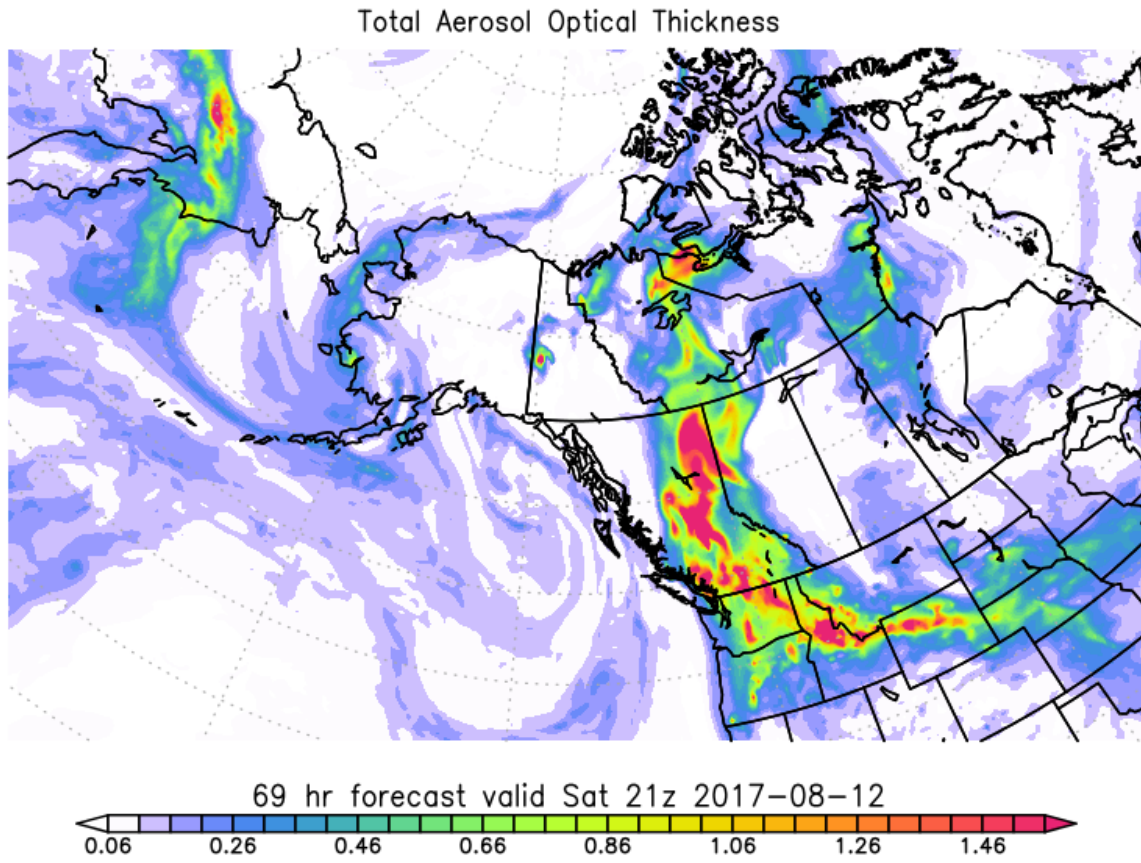 Total Aerosol Optical Thickness
69 hr forecast valid Sat 21z 2017-08-12
0.06 0.26 0.46 0.66 0.86 1.06 1.26 1.46